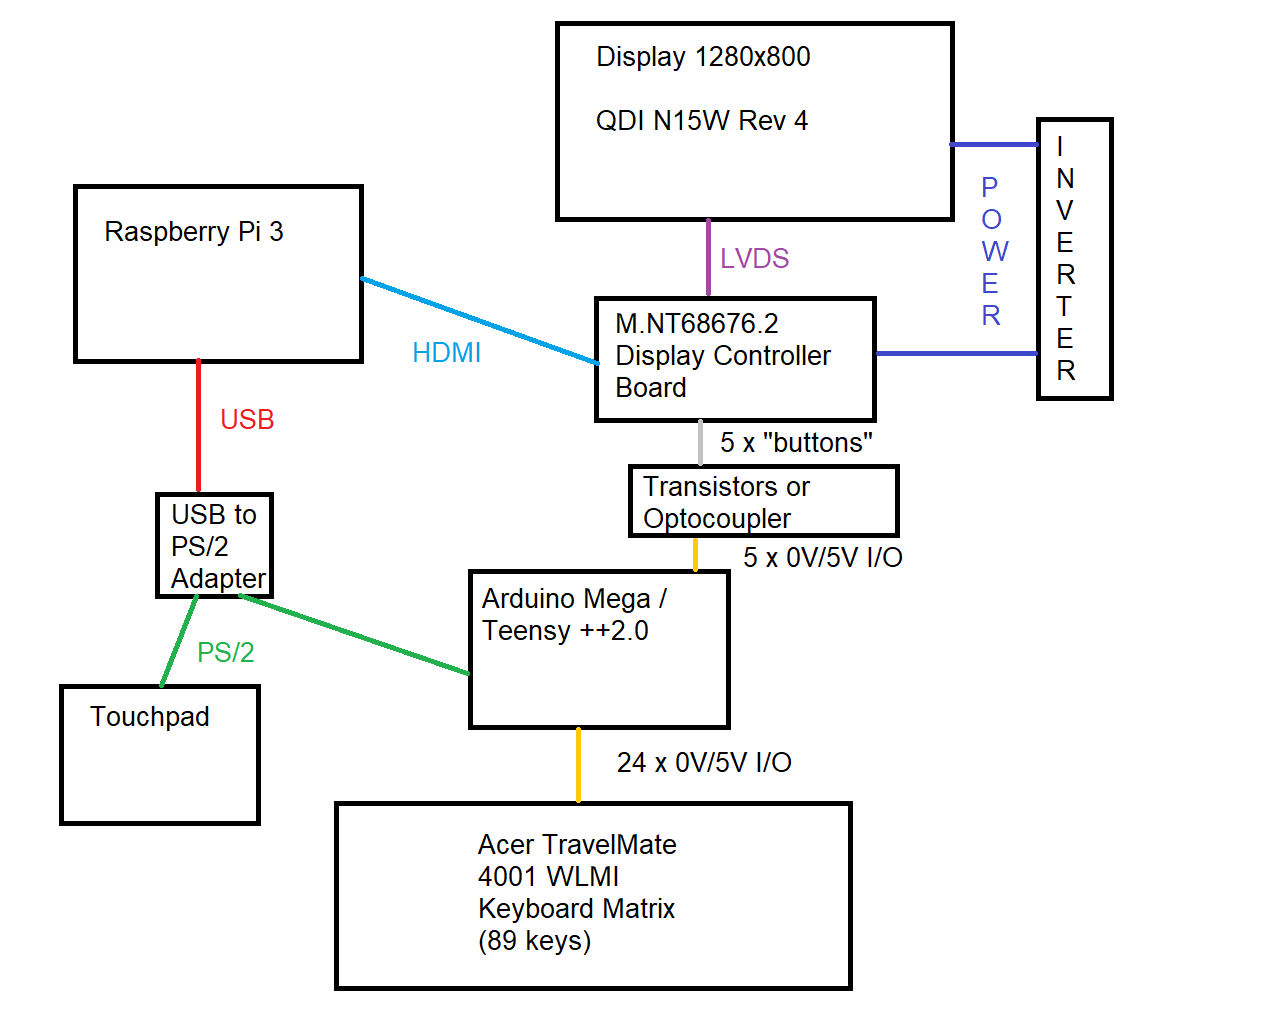 Display 1280x800
QDI N15W Rev 4
INVERTER
POWER
Raspberry Pi 3
LVDS
HDMI
M.NT68676.2
Display Controller
Board
USB
5 x "buttons"
Transistors or
Optocoupler
USB to
PS/2
Adapter
5 x 0V/5V I/O
Arduino Mega /
Teensy ++2.0
PS/2
Touchpad
24 x 0V/5V I/O
Acer TravelMate
4001 WLMI
Keyboard Matrix
(89 keys)